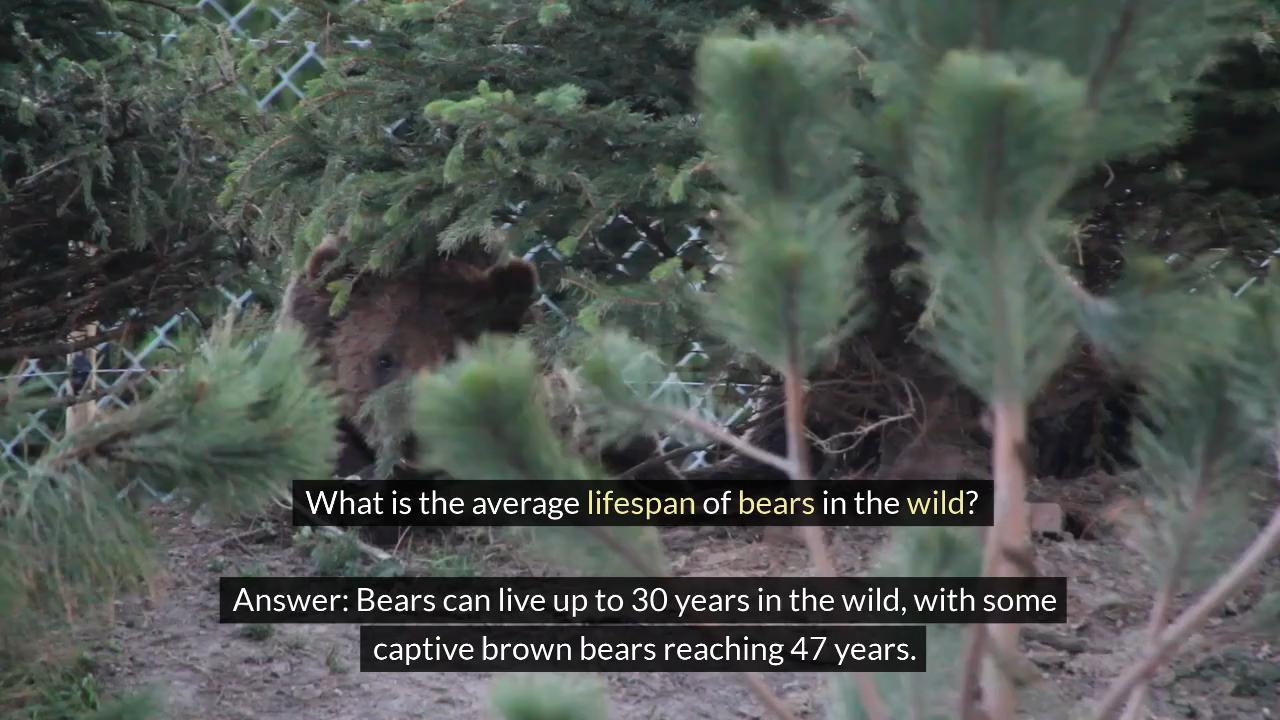 What is the average lifespan of bears in the wild?
Answer: Bears can live up to 30 years in the wild, with some
captive brown bears reaching 47 years.